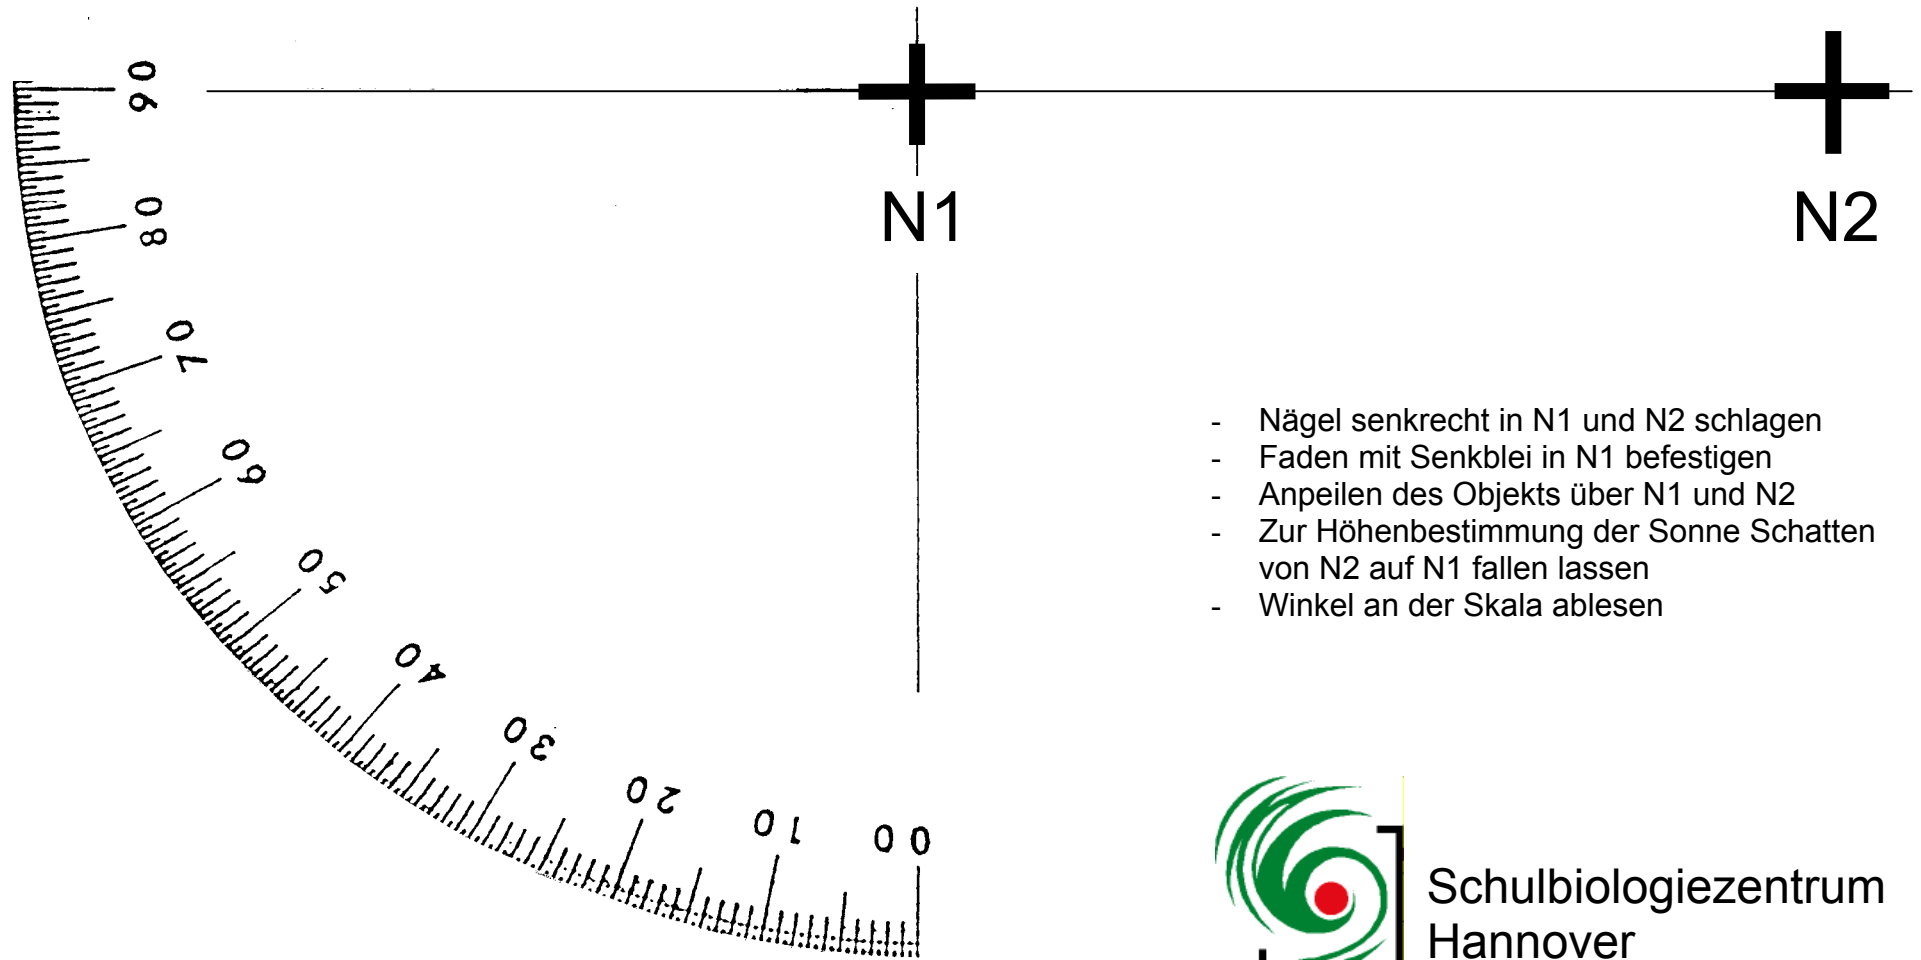 90
N1
N2
80
70
60
50
40
30
20
10
00
- Nägel senkrecht in N1 und N2 schlagen
- Faden mit Senkblei in N1 befestigen
- Anpeilen des Objekts über N1 und N2
- Zur Höhenbestimmung der Sonne Schatten
von N2 auf N1 fallen lassen
- Winkel an der Skala ablesen
Schulbiologiezentrum
Hannover